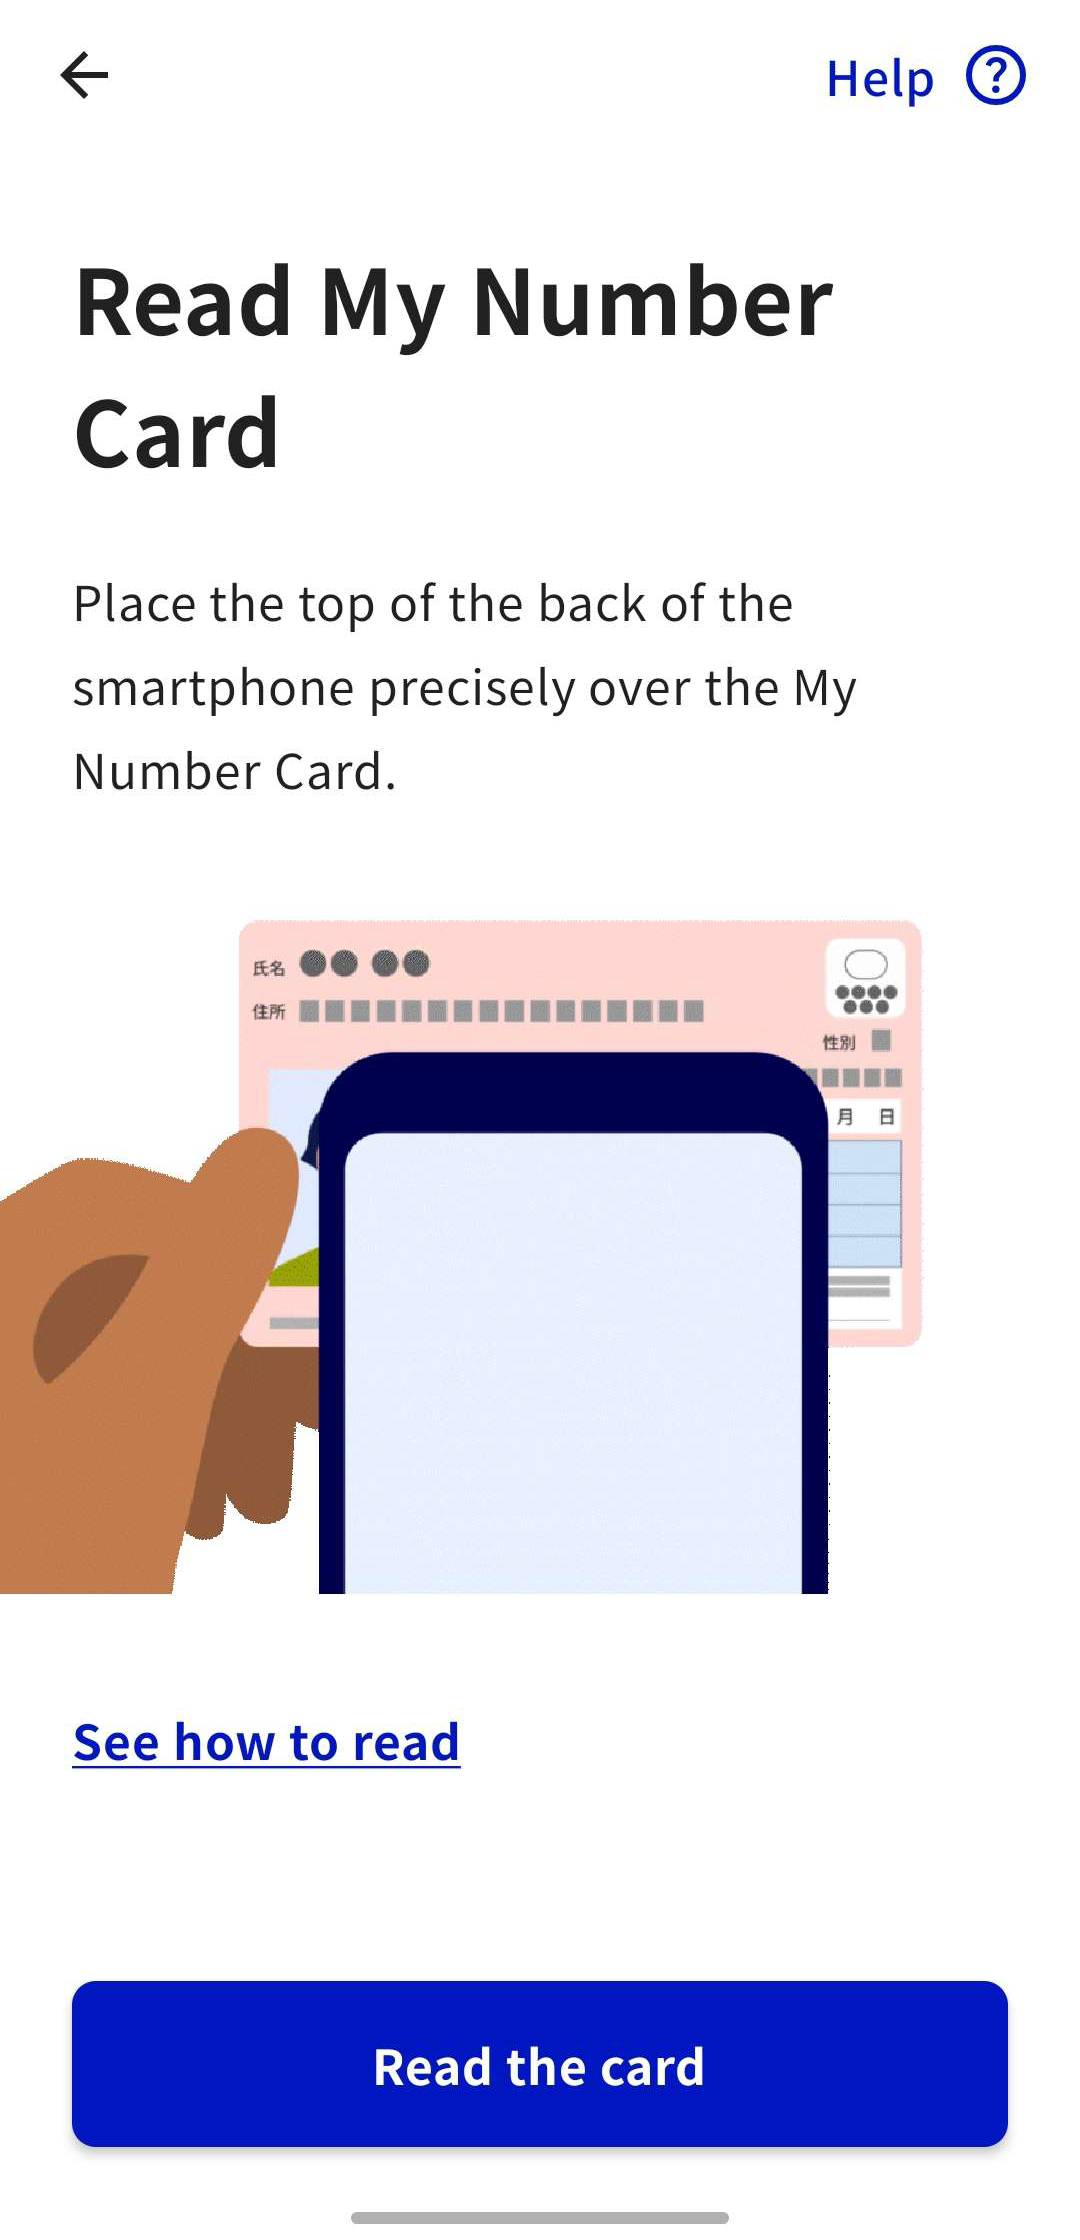 Help
Read My Number
Card
Place the top of the back of the
smartphone precisely over the My
Number Card.
氏名
住所
性別
月 日
See how to read
Read the card